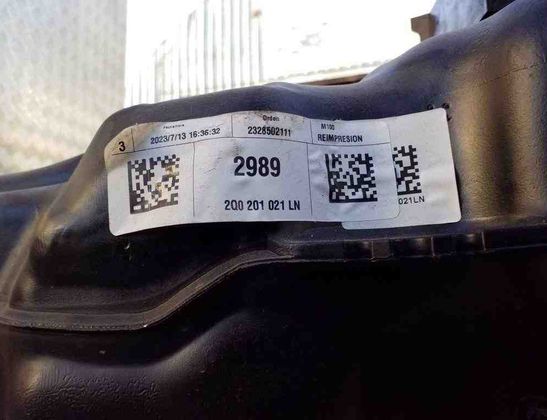 3
2023/7/13 16:36:32
Orden
2328502111
M100
REIMPRESION
2989
2Q0 201 021 LN
021LN